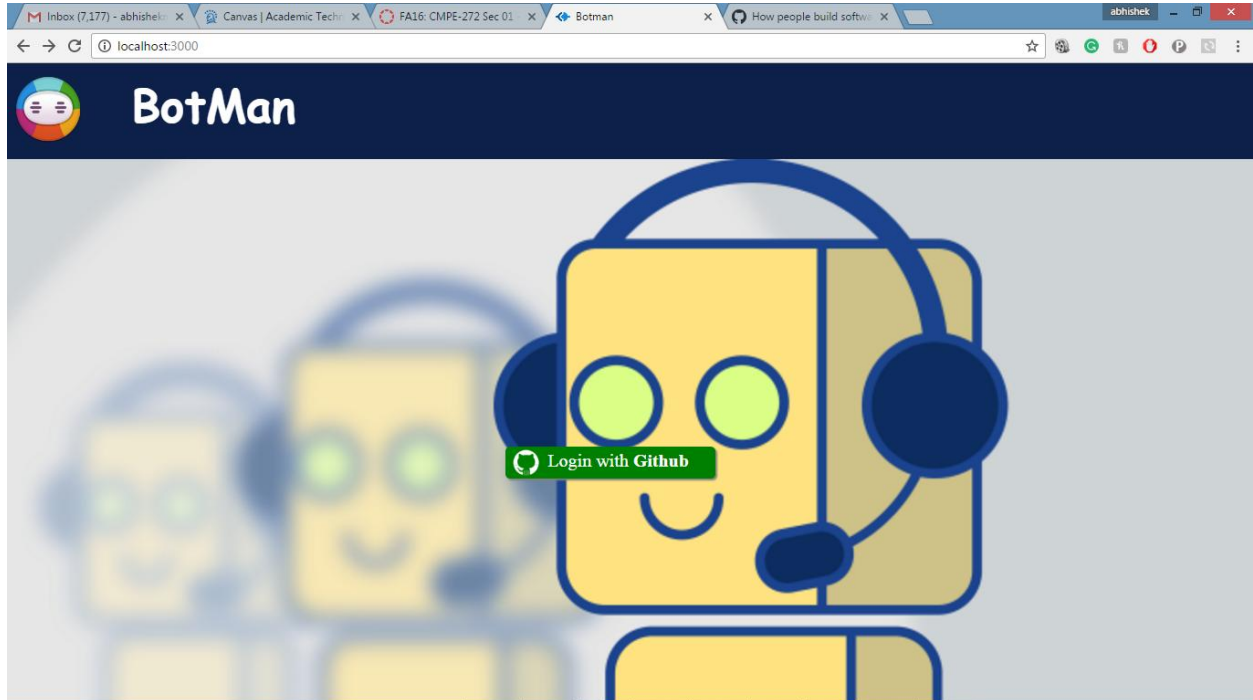 Inbox (7,177) - abhishek
Canvas | Academic Techn
FA16: CMPE-272 Sec 01 -
Botman
How people build softwa
abhishek
localhost:3000
BotMan
Login with Github